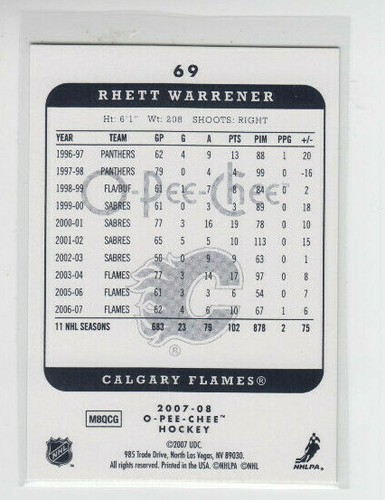 69
RHETT WARRENER
Ht: 6'1" Wt: 208 SHOOTS: RIGHT
YEAR TEAM GP G A PTS PIM PPG +/-
1996-97 PANTHERS 62 4 9 13 88 1 20
1997-98 PANTHERS 79 0 4 4 99 0 -16
1998-99 FLA/BUF 61 1 7 8 84 0 2
1999-00 SABRES 61 0 3 3 89 0 18
2000-01 SABRES 77 3 16 19 78 0 10
2001-02 SABRES 65 5 5 10 113 0 15
2002-03 SABRES 50 0 9 9 63 0 1
2003-04 FLAMES 77 3 14 17 97 0 8
2005-06 FLAMES 61 3 3 6 54 0 7
2006-07 FLAMES 62 4 6 10 67 1 6
11 NHL SEASONS 683 23 79 102 878 2 75
O-PEE-CHEE™
®
CALGARY FLAMES®
M8QCG
2007-08
O-PEE-CHEE™
HOCKEY
©2007 UDC.
985 Trade Drive, North Las Vegas, NV 89030.
All rights reserved. Printed in the USA. ©NHLPA ©NHL
NHL
NHLPA